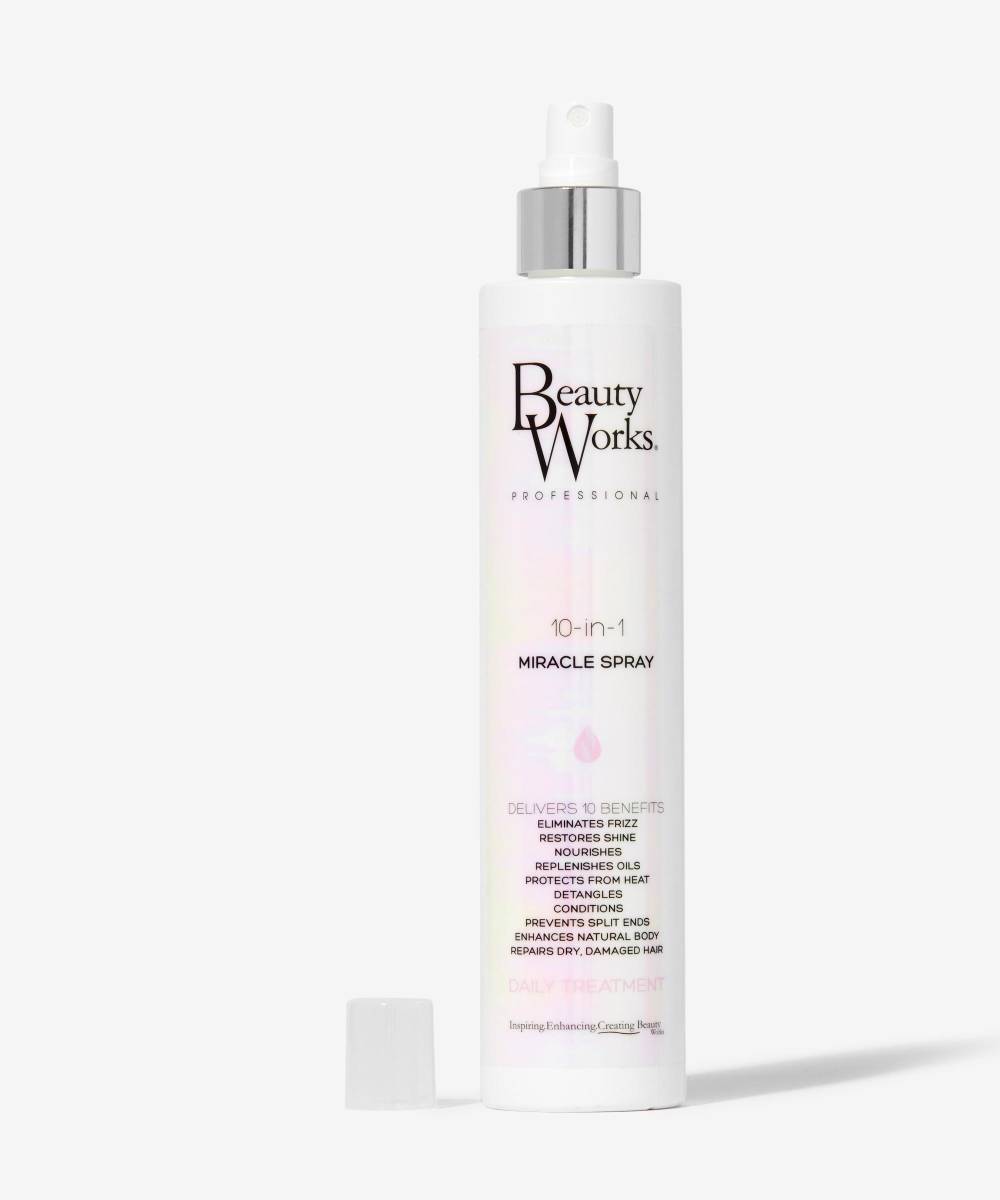 Beauty
Works®
PROFESSIONAL
10-in-1
MIRACLE SPRAY
DELIVERS 10 BENEFITS
ELIMINATES FRIZZ
RESTORES SHINE
NOURISHES
REPLENISHES OILS
PROTECTS FROM HEAT
DETANGLES
CONDITIONS
PREVENTS SPLIT ENDS
ENHANCES NATURAL BODY
REPAIRS DRY, DAMAGED HAIR
DAILY TREATMENT
Inspiring.Enhancing.Creating Beauty
Works